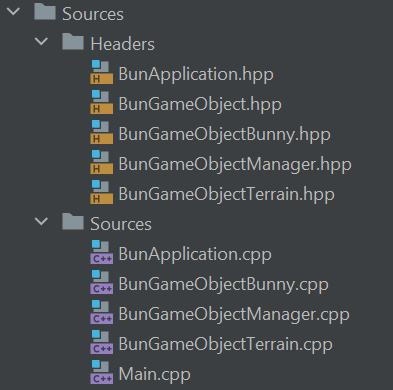 Sources
Headers
H BunApplication.hpp
H BunGameObject.hpp
H BunGameObjectBunny.hpp
H BunGameObjectManager.hpp
H BunGameObjectTerrain.hpp
Sources
C++ BunApplication.cpp
C++ BunGameObjectBunny.cpp
C++ BunGameObjectManager.cpp
C++ BunGameObjectTerrain.cpp
C++ Main.cpp